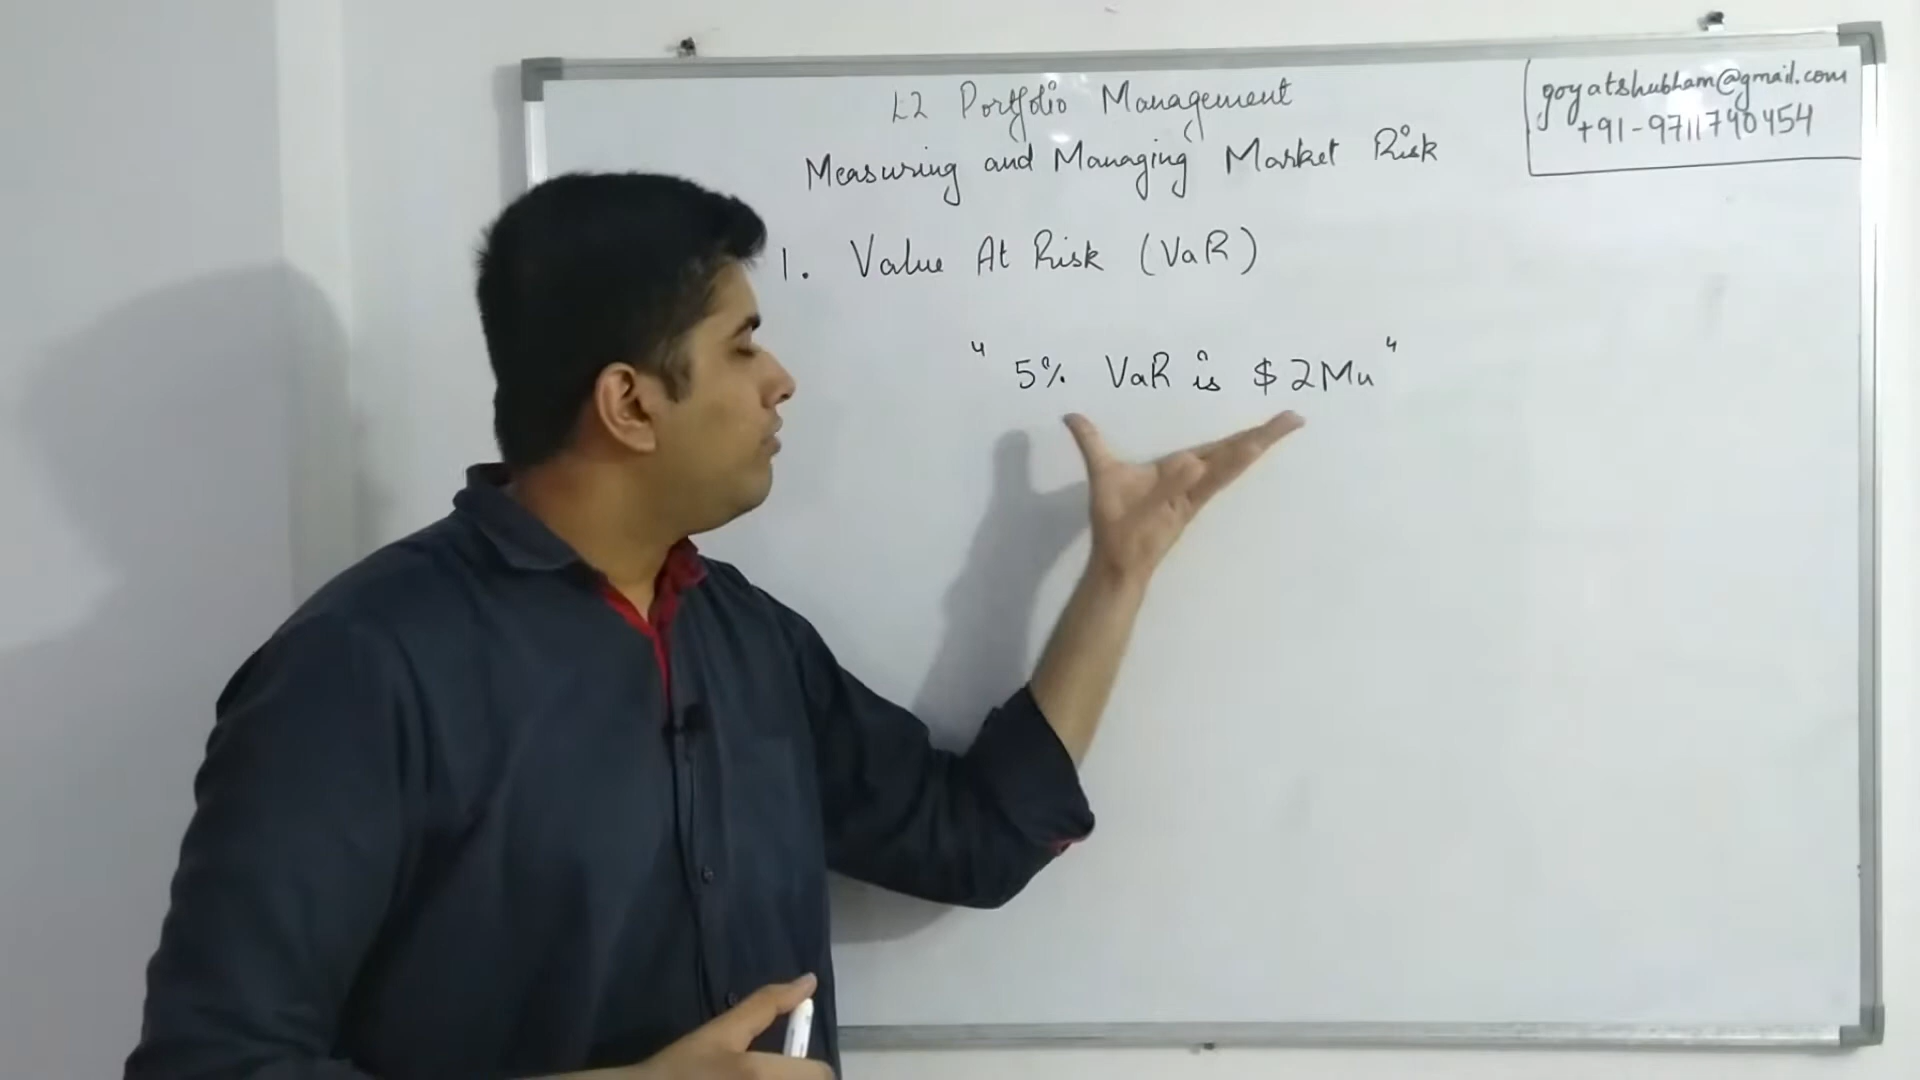 L2 Portfolio Management
Measuring and Managing Market Risk
goyatshubham@gmail.com
+91-9711740454
1. Value At Risk (VaR)
" 5% VaR is $2Mn "